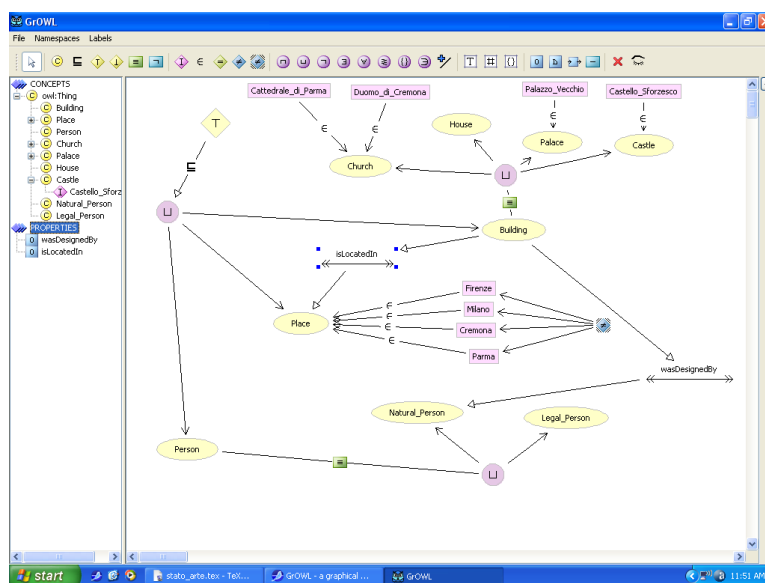 GrOWL
File Namespaces Labels
CONCEPTS
owl:Thing
Building
Place
Person
Church
Palace
House
Castle
Castello_Sforz
Natural_Person
Legal_Person
PROPERTIES
wasDesignedBy
isLocatedIn
Cattedrale_di_Parma
Duomo_di_Cremona
Palazzo_Vecchio
Castello_Sforzesco
House
Palace
Castle
Church
Building
isLocatedIn
Firenze
Milano
Place
Cremona
Parma
wasDesignedBy
Natural_Person
Legal_Person
Person
start
stato_arte.tex - TeX...
GrOWL - a graphical ...
GrOWL
11:51 AM